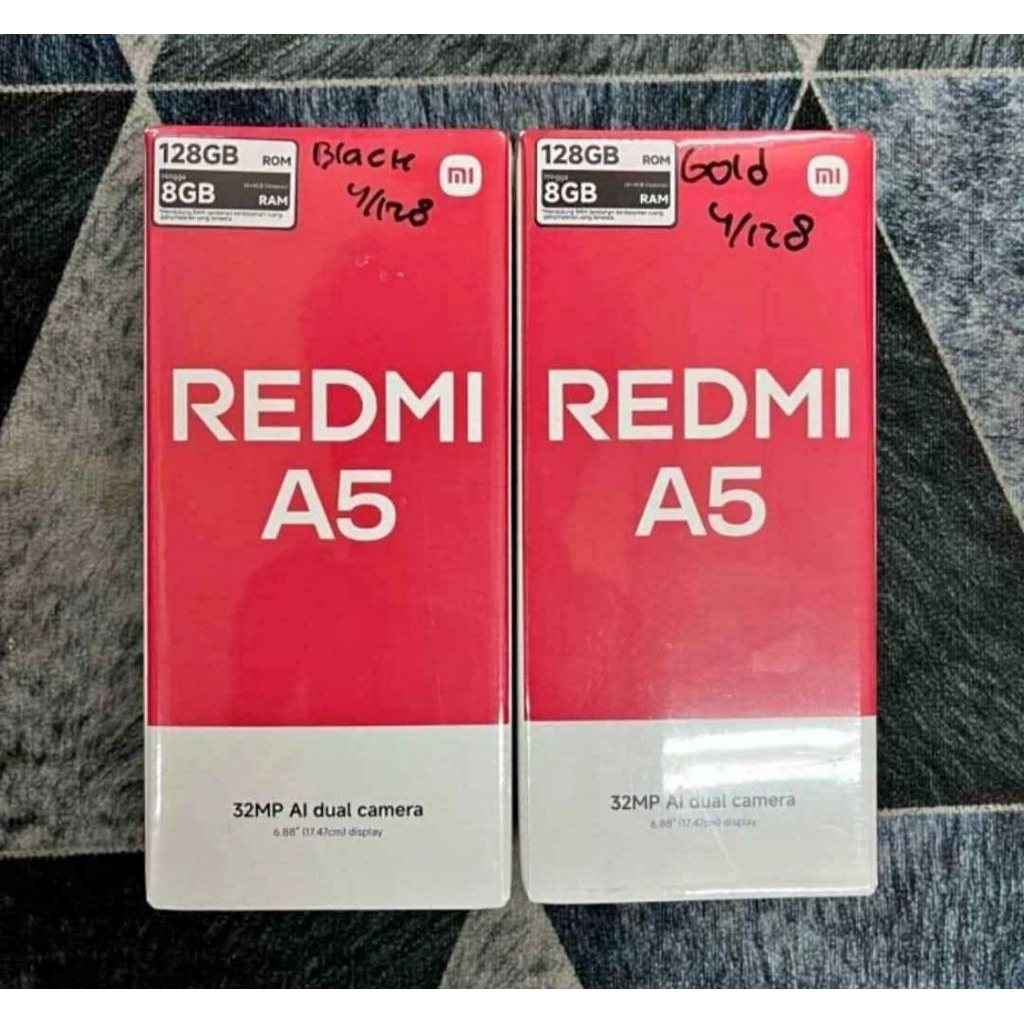 128GB ROM
Hingga
8GB RAM
Black
4/128
mi
REDMI
A5
32MP AI dual camera
6.88" (17.47cm) display
128GB ROM
Hingga
8GB RAM
Gold
4/128
mi
REDMI
A5
32MP AI dual camera
6.88" (17.47cm) display